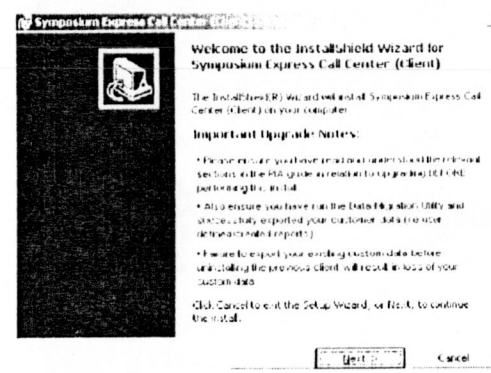 Symposium Express Call Center (Client)
Welcome to the InstallShield Wizard for
Symposium Express Call Center (Client)
The InstallShield(R) Wizard will install Symposium Express Call
Center (Client) on your computer.
Important Upgrade Notes:
* Please ensure you have read and understood the relevant
sections in the guide in relation to upgrading BEFORE
performing this install
* Also ensure you have run the Data Migration Utility and
successfully exported your customer data (i.e user
defined/created reports)
* Failure to export your existing custom data before
uninstalling the previous client will result in loss of your
custom data
Click Cancel to exit the Setup Wizard, or Next, to continue
the install.
Next >
Cancel